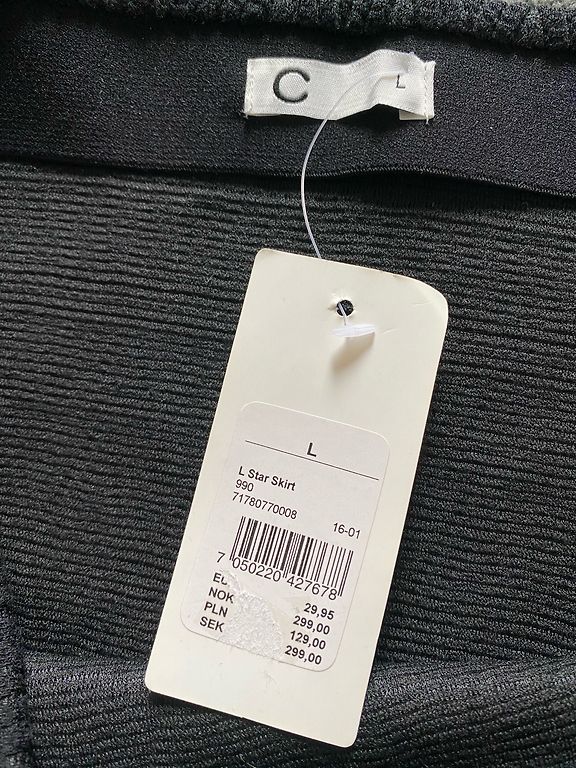 C
L
L
L Star Skirt
990
71780770008 16-01
7 050220 427678
29,95
NOK 299,00
PLN 129,00
SEK 299,00